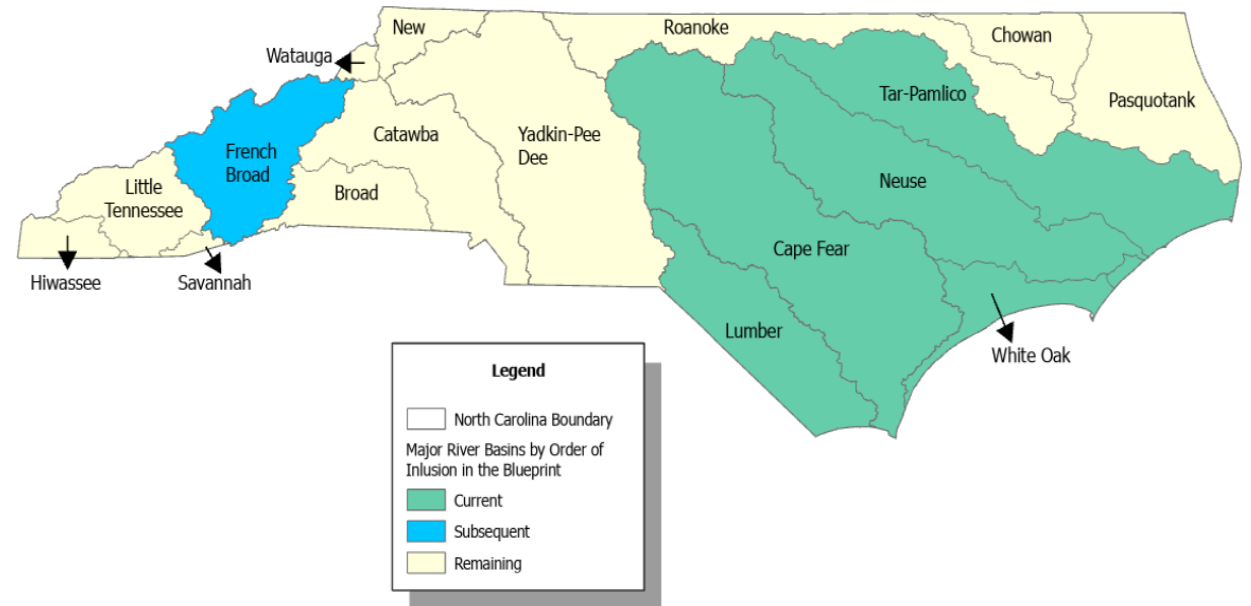 New
Roanoke
Chowan
Watauga
Tar-Pamlico
Pasquotank
Catawba
Yadkin-Pee
Dee
French
Broad
Neuse
Little
Tennessee
Broad
Cape Fear
Hiwassee
Savannah
Lumber
White Oak
Legend
North Carolina Boundary
Major River Basins by Order of
Inlusion in the Blueprint
Current
Subsequent
Remaining